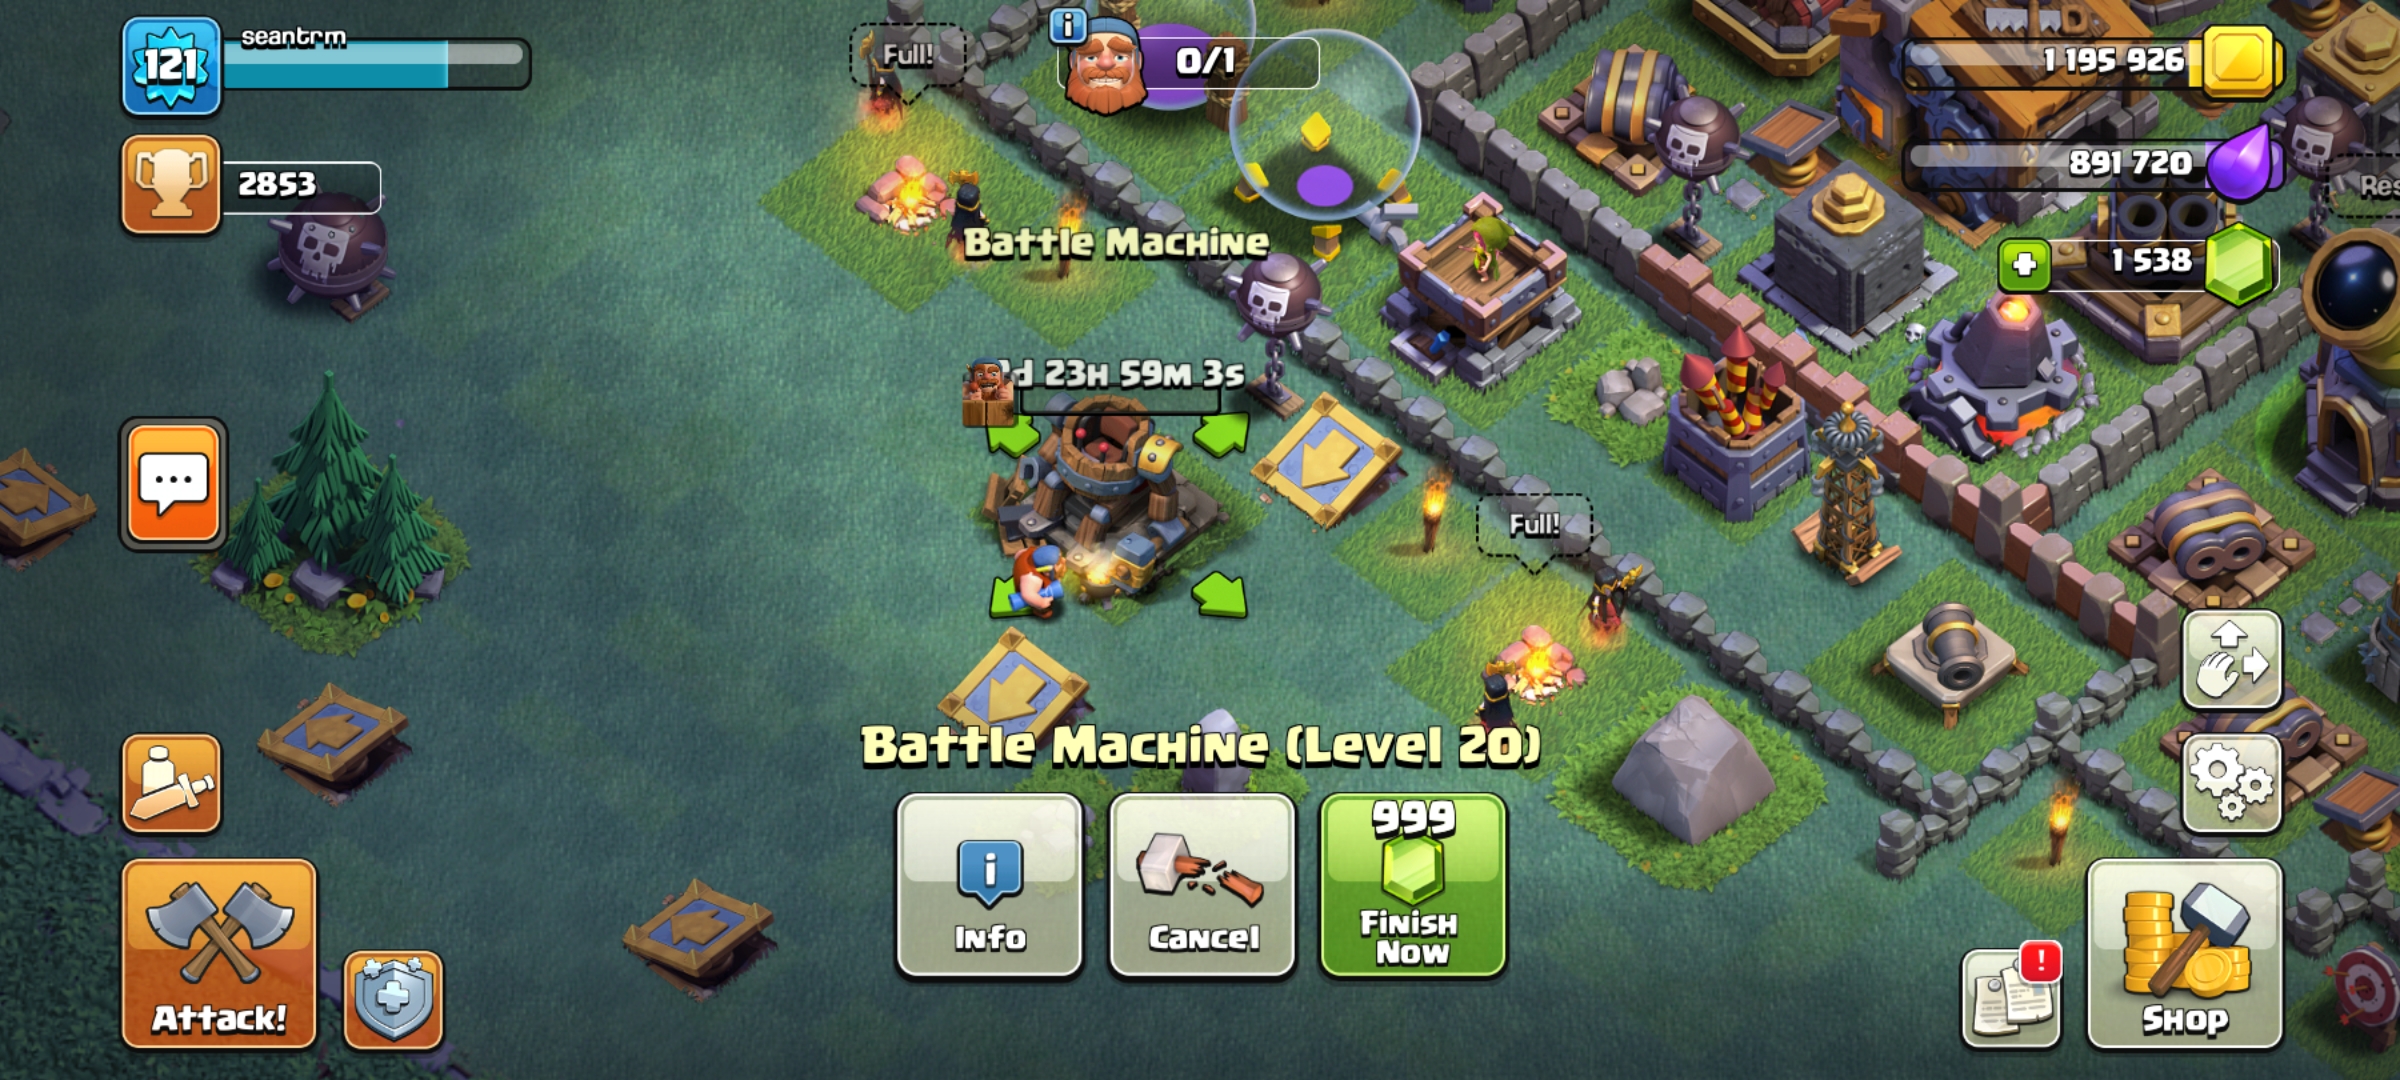 121
seantrm
Full!
0/1
1 195 926
2853
891 720
1 538
Battle Machine
d 23H 59M 3s
Full!
Battle Machine (Level 20)
999
Info
Cancel
Finish
Now
Attack!
!
Shop